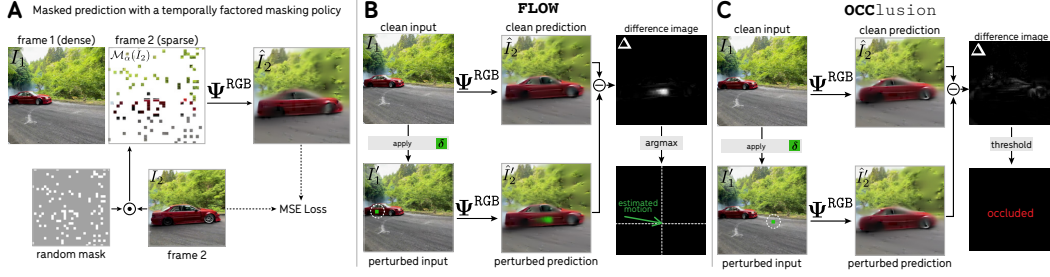 A Masked prediction with a temporally factored masking policy
frame 1 (dense) frame 2 (sparse)
I₁ Mαˢ(I₂) Ψᴿᴳᴮ Î₂
random mask
I₂
frame 2
MSE Loss
B FLOW
clean input clean prediction difference image
I₁ Ψᴿᴳᴮ Î₂ Δ
apply δ
argmax
I′₁ Ψᴿᴳᴮ Î′₂
estimated
motion
perturbed input perturbed prediction
C OCClusion
clean input clean prediction difference image
I₁ Ψᴿᴳᴮ Î₂ Δ
apply δ
threshold
I′₁ Ψᴿᴳᴮ Î′₂
occluded
perturbed input perturbed prediction